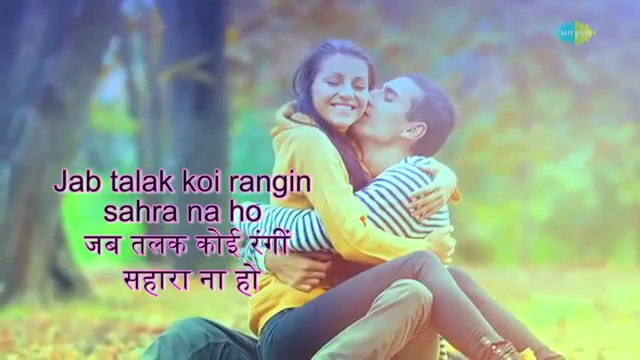 Jab talak koi rangin
sahra na ho
जब तलक कोई रंगीं
सहारा ना हो